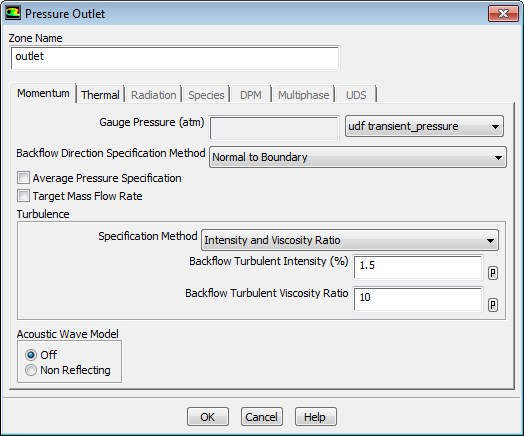 Pressure Outlet
Zone Name
outlet
Momentum Thermal Radiation Species DPM Multiphase UDS
Gauge Pressure (atm) udf transient_pressure
Backflow Direction Specification Method Normal to Boundary
Average Pressure Specification
Target Mass Flow Rate
Turbulence
Specification Method Intensity and Viscosity Ratio
Backflow Turbulent Intensity (%) 1.5 P
Backflow Turbulent Viscosity Ratio 10 P
Acoustic Wave Model
Off
Non Reflecting
OK Cancel Help